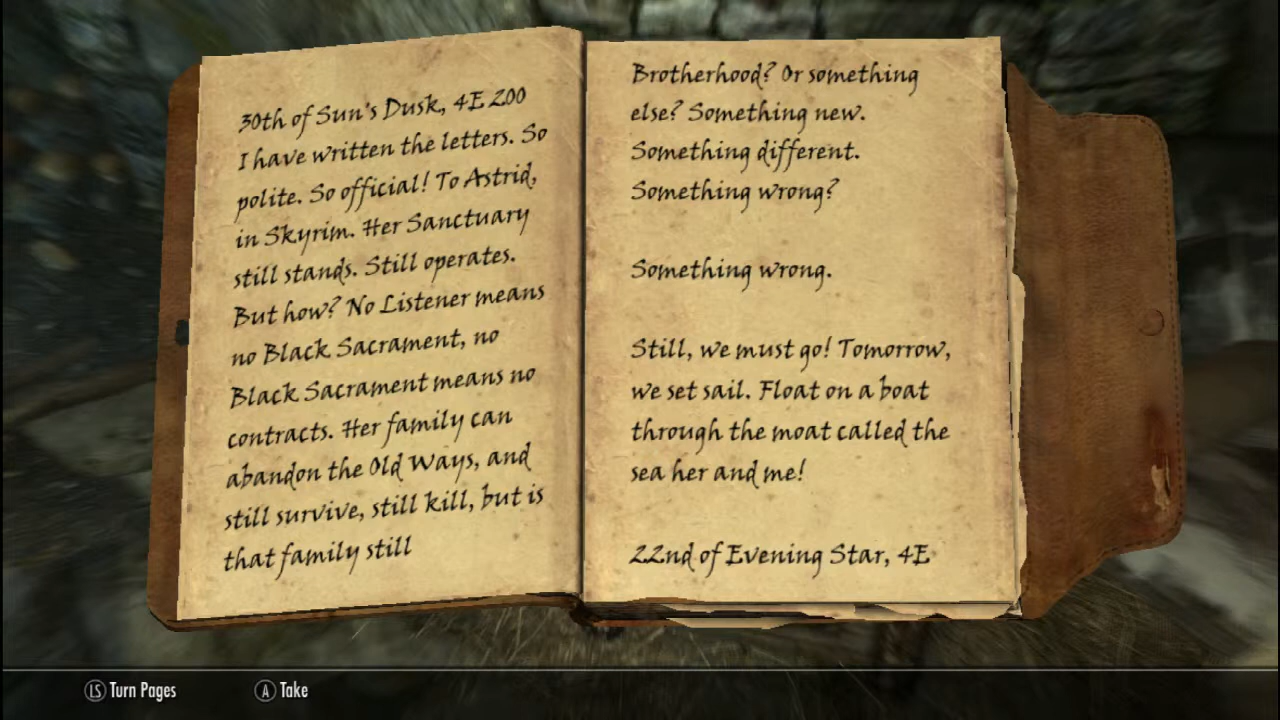 30th of Sun's Dusk, 4E 200
I have written the letters. So
polite. So official! To Astrid,
in Skyrim. Her Sanctuary
still stands. Still operates.
But how? No Listener means
no Black Sacrament, no
Black Sacrament means no
contracts. Her family can
abandon the Old Ways, and
still survive, still kill, but is
that family still
Brotherhood? Or something
else? Something new.
Something different.
Something wrong?
Something wrong.
Still, we must go! Tomorrow,
we set sail. Float on a boat
through the moat called the
sea her and me!
22nd of Evening Star, 4E
LS Turn Pages
A Take